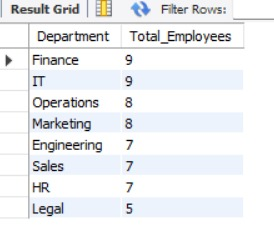 Result Grid Filter Rows:
Department Total_Employees
Finance 9
IT 9
Operations 8
Marketing 8
Engineering 7
Sales 7
HR 7
Legal 5